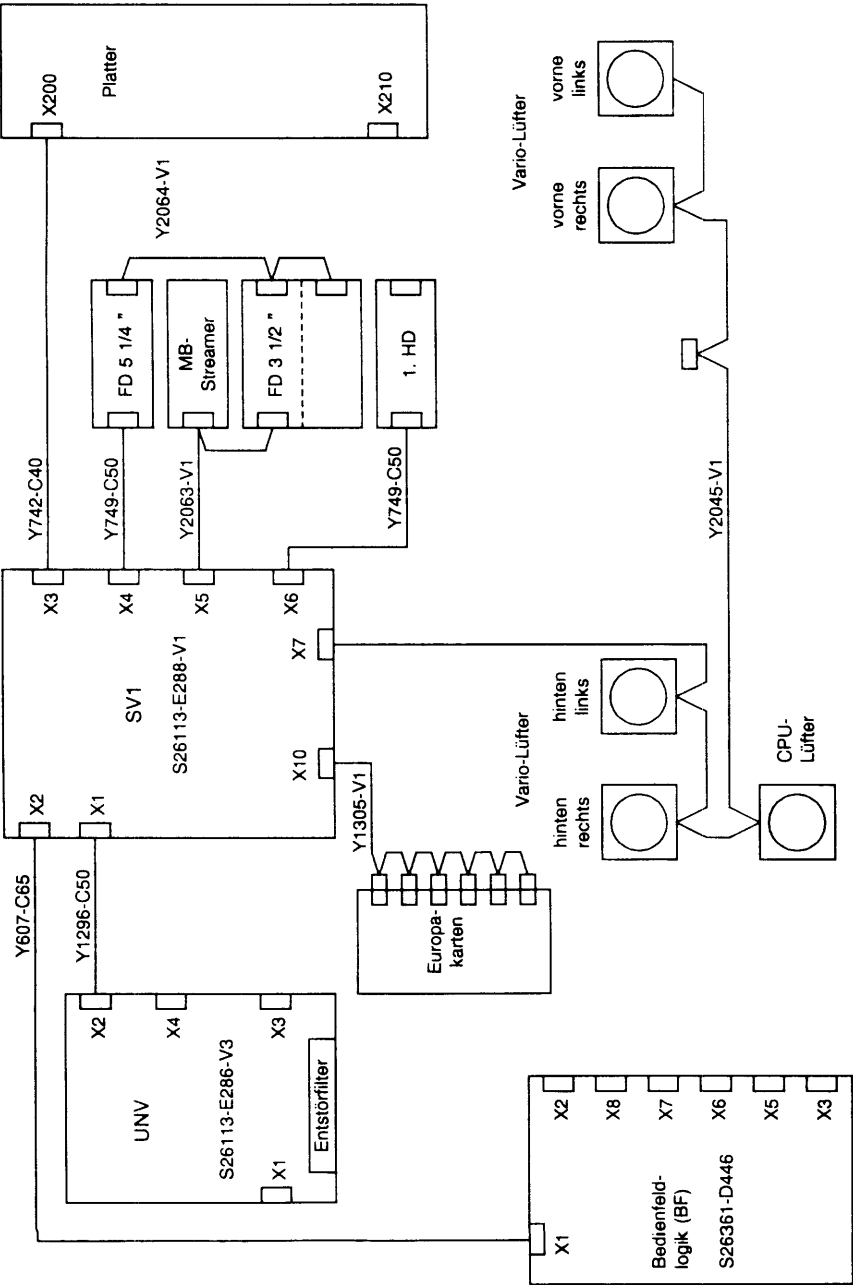 Platter
X200
X210
Y2064-V1
FD 5 1/4 "
MB-
Streamer
FD 3 1/2 "
1. HD
Y742-C40
Y749-C50
Y2063-V1
Y749-C50
SV1
S26113-E288-V1
X3
X4
X5
X6
X7
X10
X2
X1
Y607-C65
Y1296-C50
Y1305-V1
UNV
S26113-E286-V3
X2
X4
X3
X1
Entstörfilter
Europa-
karten
Bedienfeld-
logik (BF)
S26361-D446
X1
X2
X8
X7
X6
X5
X3
Vario-Lüfter
hinten
rechts
hinten
links
CPU-
Lüfter
Y2045-V1
Vario-Lüfter
vorne
rechts
vorne
links